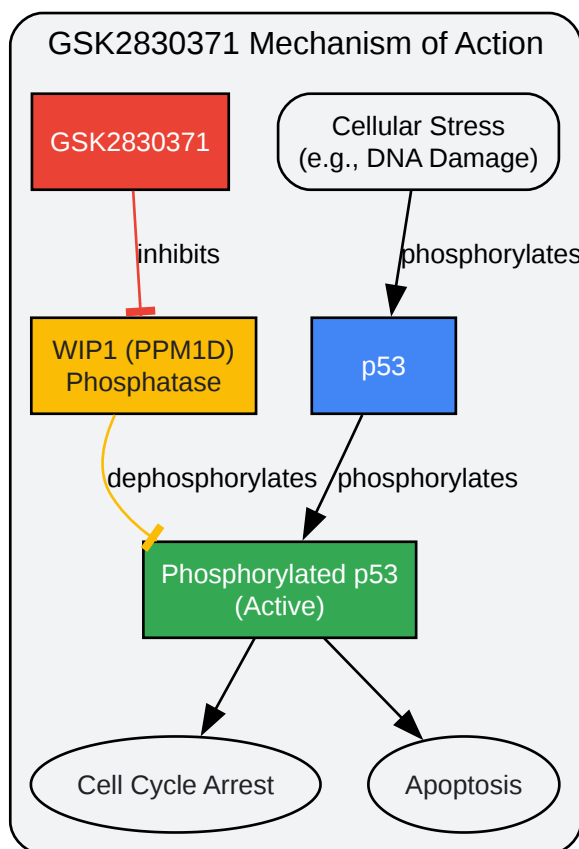 GSK2830371 Mechanism of Action
GSK2830371
Cellular Stress
(e.g., DNA Damage)
inhibits
phosphorylates
WIP1 (PPM1D)
Phosphatase
p53
dephosphorylates
phosphorylates
Phosphorylated p53
(Active)
Cell Cycle Arrest
Apoptosis